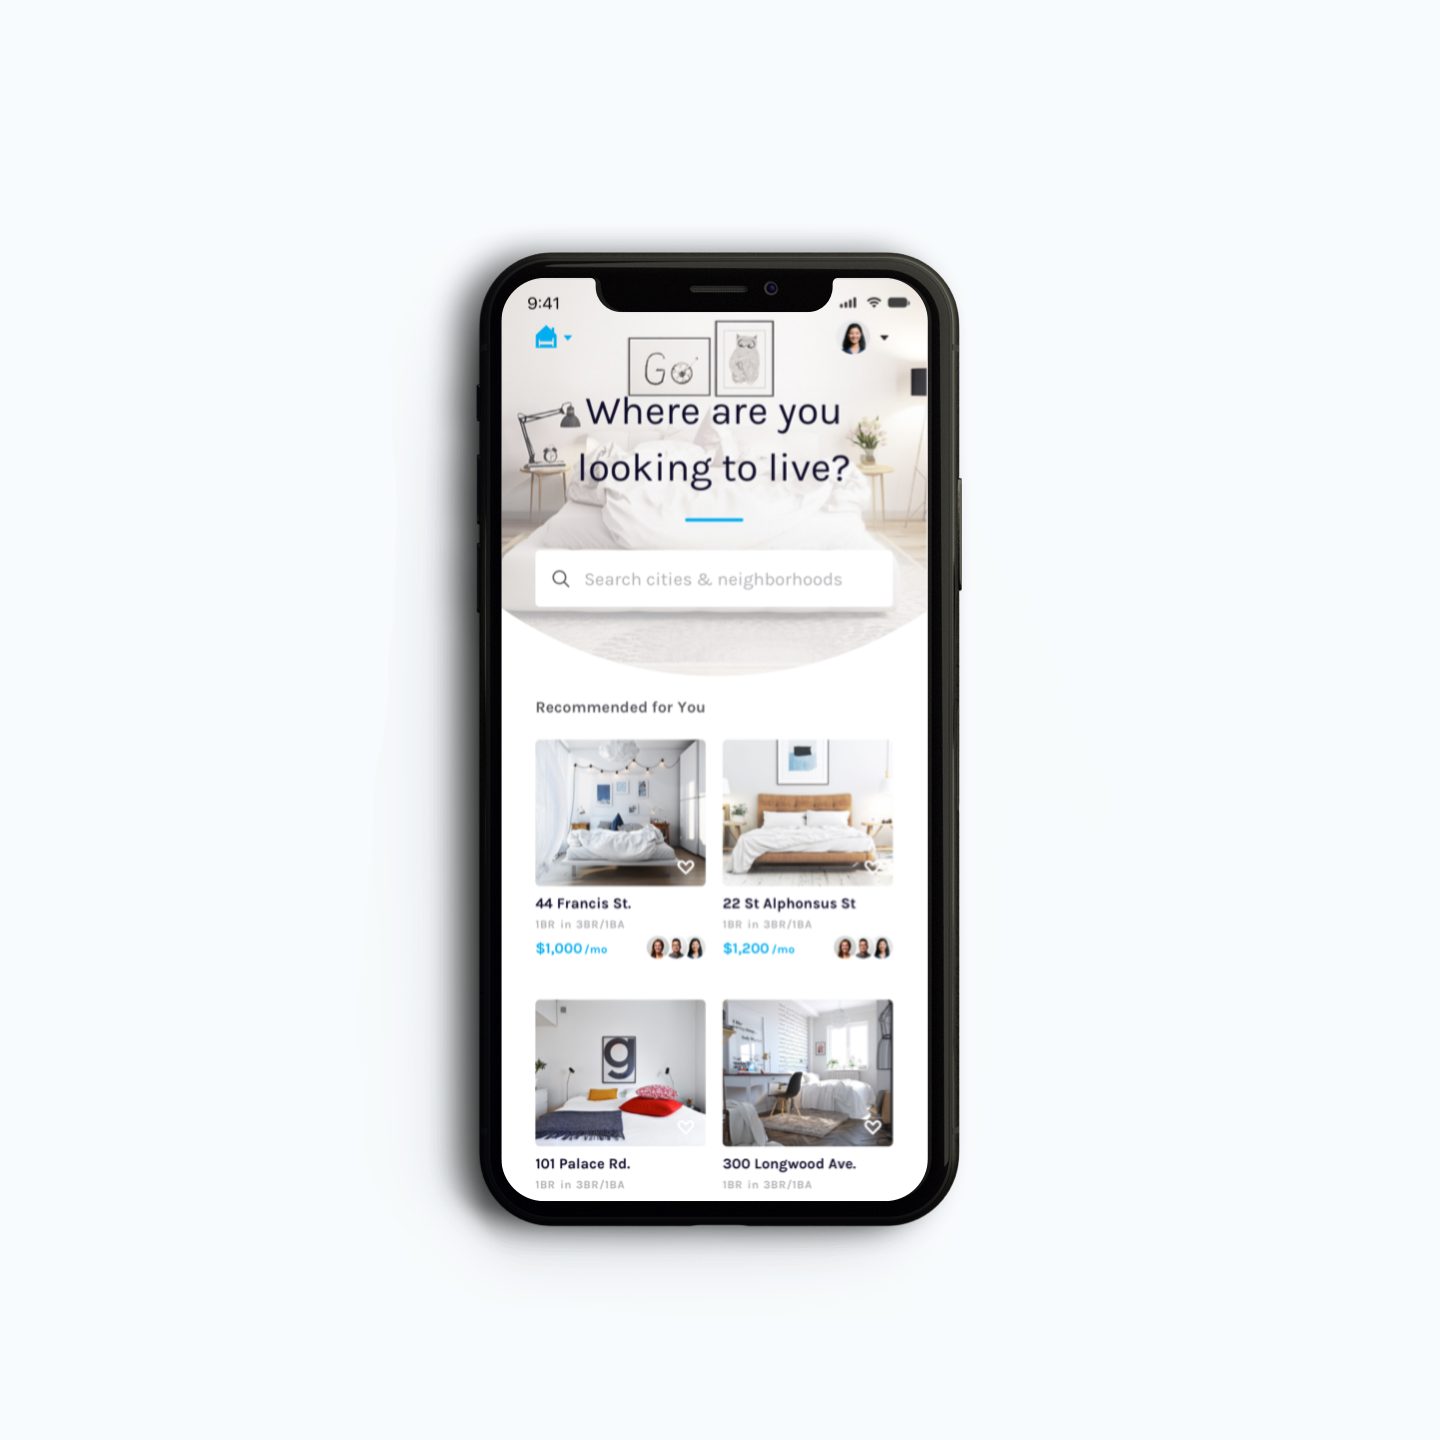 9:41
Go
Where are you
looking to live?
Search cities & neighborhoods
Recommended for You
44 Francis St.
1BR in 3BR/1BA
$1,000 /mo
22 St Alphonsus St
1BR in 3BR/1BA
$1,200 /mo
g
101 Palace Rd.
1BR in 3BR/1BA
300 Longwood Ave.
1BR in 3BR/1BA